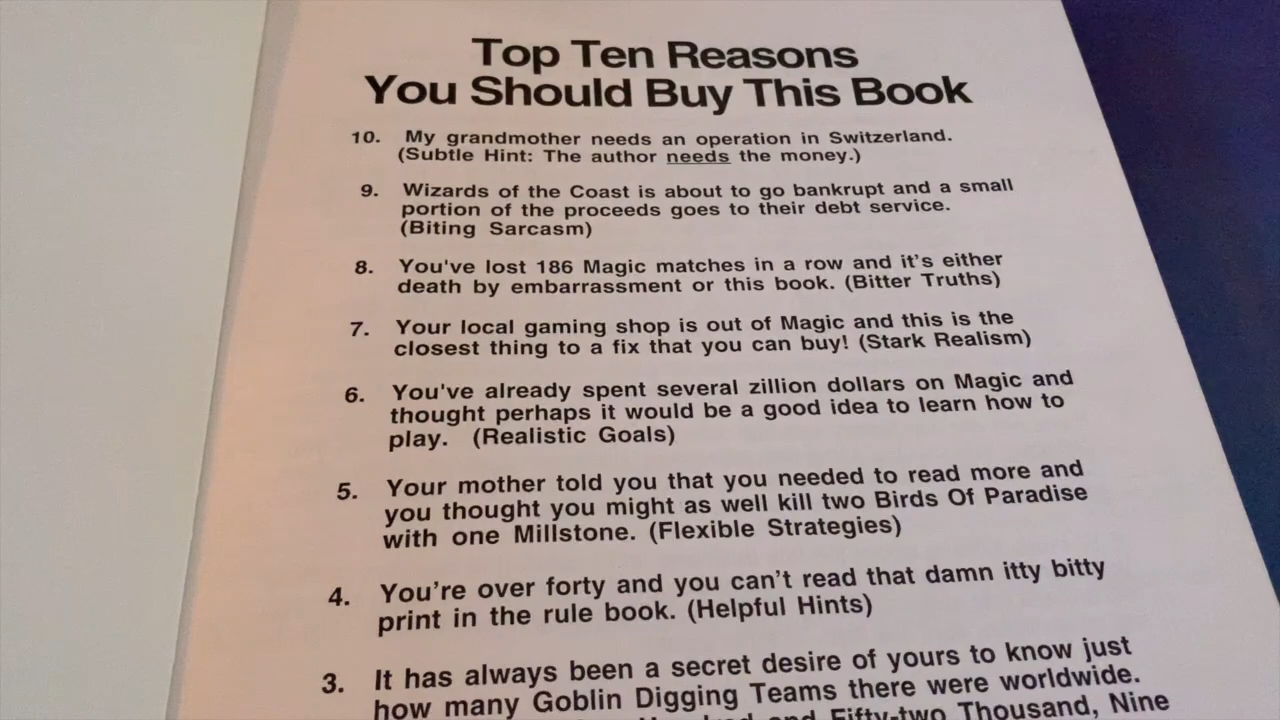 Top Ten Reasons
You Should Buy This Book
10. My grandmother needs an operation in Switzerland.
(Subtle Hint: The author needs the money.)
9. Wizards of the Coast is about to go bankrupt and a small
portion of the proceeds goes to their debt service.
(Biting Sarcasm)
8. You've lost 186 Magic matches in a row and it's either
death by embarrassment or this book. (Bitter Truths)
7. Your local gaming shop is out of Magic and this is the
closest thing to a fix that you can buy! (Stark Realism)
6. You've already spent several zillion dollars on Magic and
thought perhaps it would be a good idea to learn how to
play. (Realistic Goals)
5. Your mother told you that you needed to read more and
you thought you might as well kill two Birds Of Paradise
with one Millstone. (Flexible Strategies)
4. You're over forty and you can't read that damn itty bitty
print in the rule book. (Helpful Hints)
3. It has always been a secret desire of yours to know just
how many Goblin Digging Teams there were worldwide.
and Fifty-two Thousand, Nine